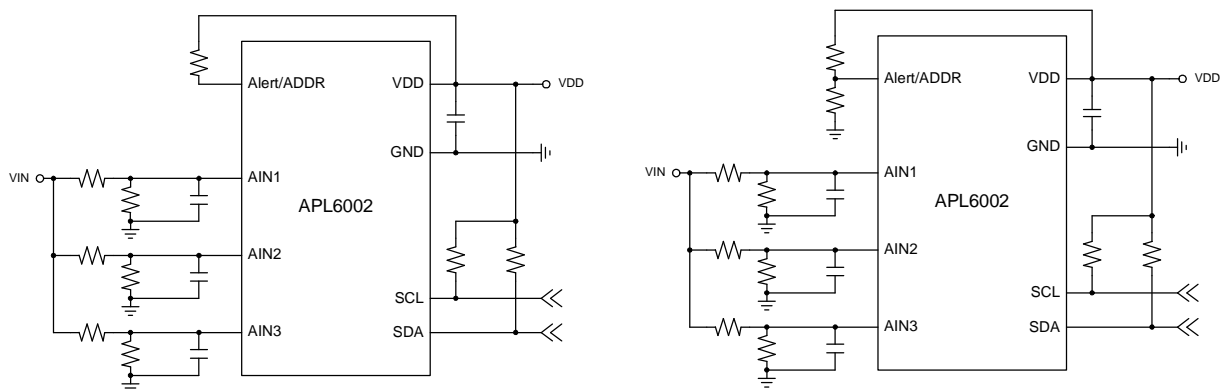 Alert/ADDR
VDD
VDD
GND
VIN
AIN1
APL6002
AIN2
SCL
AIN3
SDA
Alert/ADDR
VDD
VDD
GND
VIN
AIN1
APL6002
AIN2
SCL
AIN3
SDA